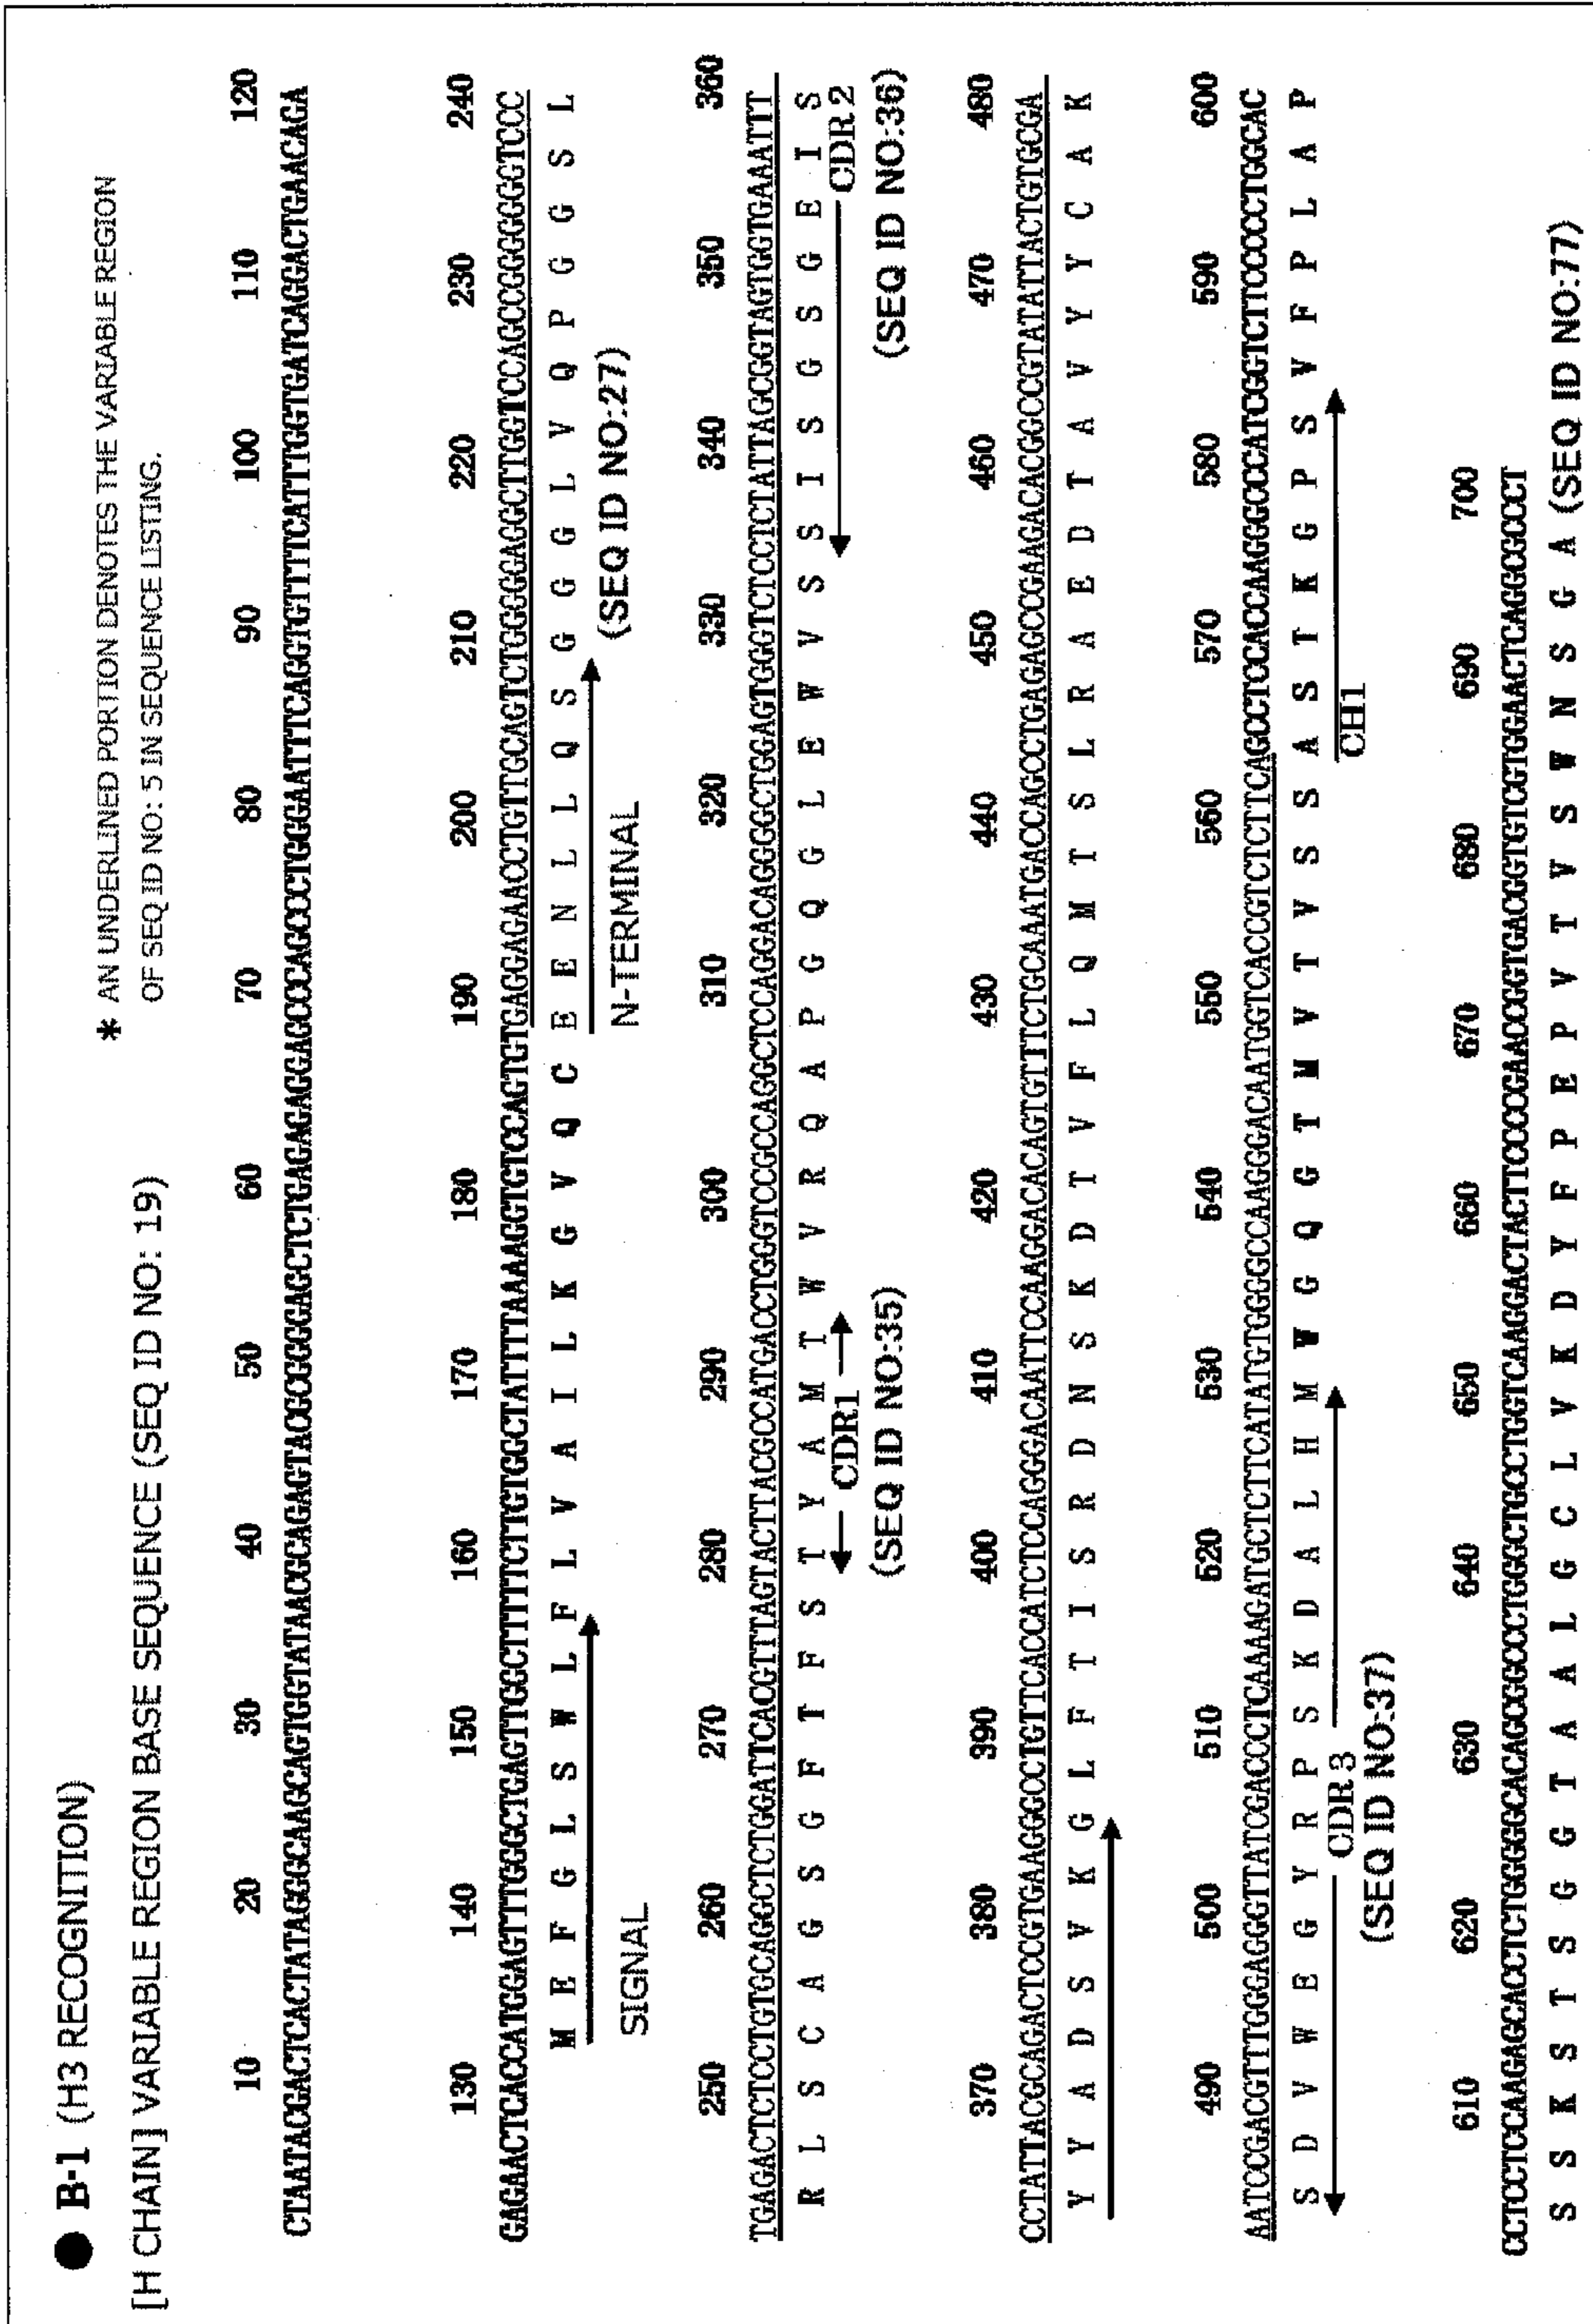 ● B-1 (H3 RECOGNITION)
[H CHAIN] VARIABLE REGION BASE SEQUENCE (SEQ ID NO: 19)
* AN UNDERLINED PORTION DENOTES THE VARIABLE REGION
OF SEQ ID NO: 5 IN SEQUENCE LISTING.
10 20 30 40 50 60 70 80 90 100 110 120
CTAATACGACTCACTATAGGGCAAGCAGTGGTATAACGCAGAGTACGCGGGGAGCTCTGAGAGAGGAGCCCAGCCCTGGGAATTTCAGGTGTTTTCATTTGGTGATCAGGACTGAACAGA
130 140 150 160 170 180 190 200 210 220 230 240
GAGAACTCACCATGGAGTTTGGGCTGAGTTGGCTTTTTCTTGTGGCTATTTTAAAAGGTGTCCAGTGTGAGGAGAACCTGTTGCAGTCTGGGGGAGGCTTGGTCCAGCCGGGGGGGTCCC
M E F G L S W L F L V A I L K G V Q C E E N L L Q S G G G L V Q P G G S L
SIGNAL N-TERMINAL (SEQ ID NO:27)
250 260 270 280 290 300 310 320 330 340 350 360
TGAGACTCTCCTGTGCAGGCTCTGGATTCACGTTTAGTACTTACGCCATGACCTGGGTCCGCCAGGCTCCAGGACAGGGGCTGGAGTGGGTCTCCTCTATTAGCGGTAGTGGTGAAATTT
R L S C A G S G F T F S T Y A M T W V R Q A P G Q G L E W V S S I S G S G E I S
CDR1 CDR 2
(SEQ ID NO:35) (SEQ ID NO:36)
370 380 390 400 410 420 430 440 450 460 470 480
CCTATTACGCAGACTCCGTGAAGGGCCTGTTCACCATCTCCAGGGACAATTCCAAGGACACAGTGTTTCTGCAAATGACCAGCCTGAGAGCCGAAGACACGGCCGTATATTACTGTGCGA
Y Y A D S V K G L F T I S R D N S K D T V F L Q M T S L R A E D T A V Y Y C A K
490 500 510 520 530 540 550 560 570 580 590 600
AATCCGACGTTTGGGAGGGTTATCGACCCTCAAAAGATGCTCTTCATATGTGGGGCCAAGGGACAATGGTCACCGTCTCTTCAGCCTCCACCAAGGGCCCATCGGTCTTCCCCCTGGCAC
S D V W E G Y R P S K D A L H M W G Q G T M V T V S S A S T K G P S V F P L A P
CDR 3 CH1
(SEQ ID NO:37)
610 620 630 640 650 660 670 680 690 700
CCTCCTCCAAGAGCACCTCTGGGGGCACAGCGGCCCTGGGCTGCCTGGTCAAGGACTACTTCCCCGAACCGGTGACGGTGTCGTGGAACTCAGGCGCCCT
S S K S T S G G T A A L G C L V K D Y F P E P V T V S W N S G A (SEQ ID NO:77)